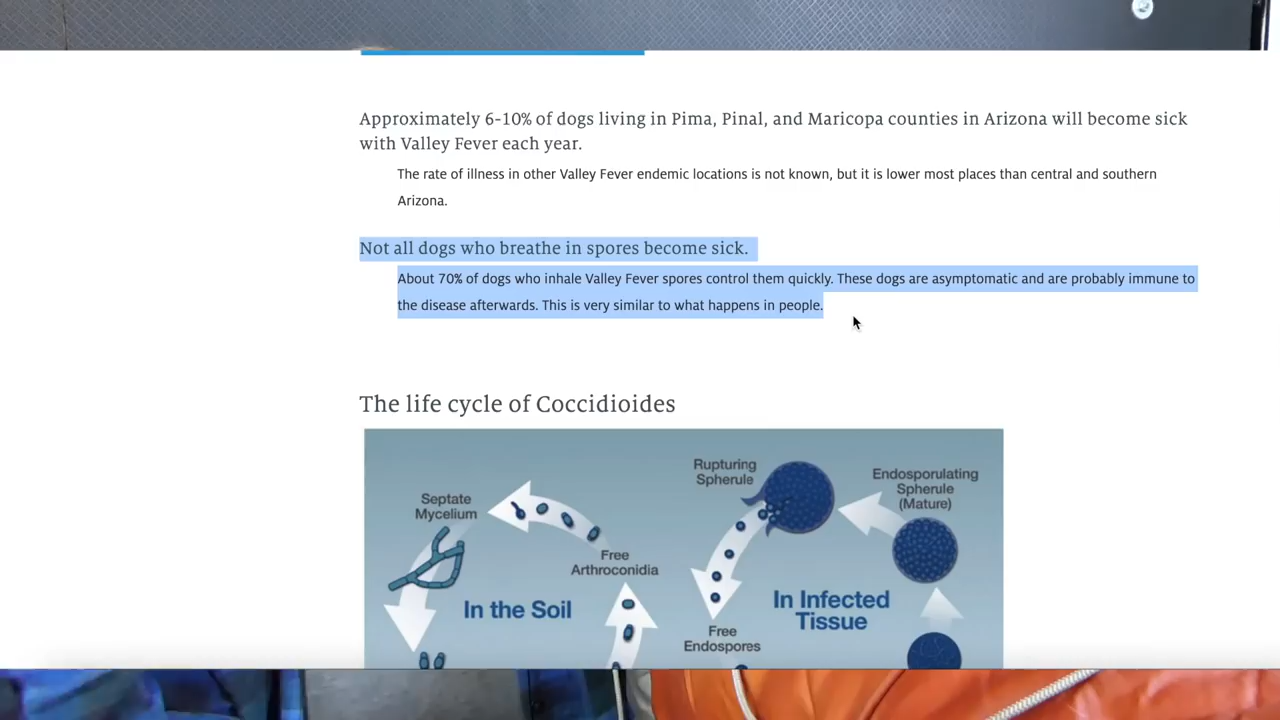 Approximately 6-10% of dogs living in Pima, Pinal, and Maricopa counties in Arizona will become sick
with Valley Fever each year.
The rate of illness in other Valley Fever endemic locations is not known, but it is lower most places than central and southern
Arizona.
Not all dogs who breathe in spores become sick.
About 70% of dogs who inhale Valley Fever spores control them quickly. These dogs are asymptomatic and are probably immune to
the disease afterwards. This is very similar to what happens in people.
The life cycle of Coccidioides
Septate
Mycelium
Free
Arthroconidia
In the Soil
Rupturing
Spherule
Endosporulating
Spherule
(Mature)
In Infected
Tissue
Free
Endospores